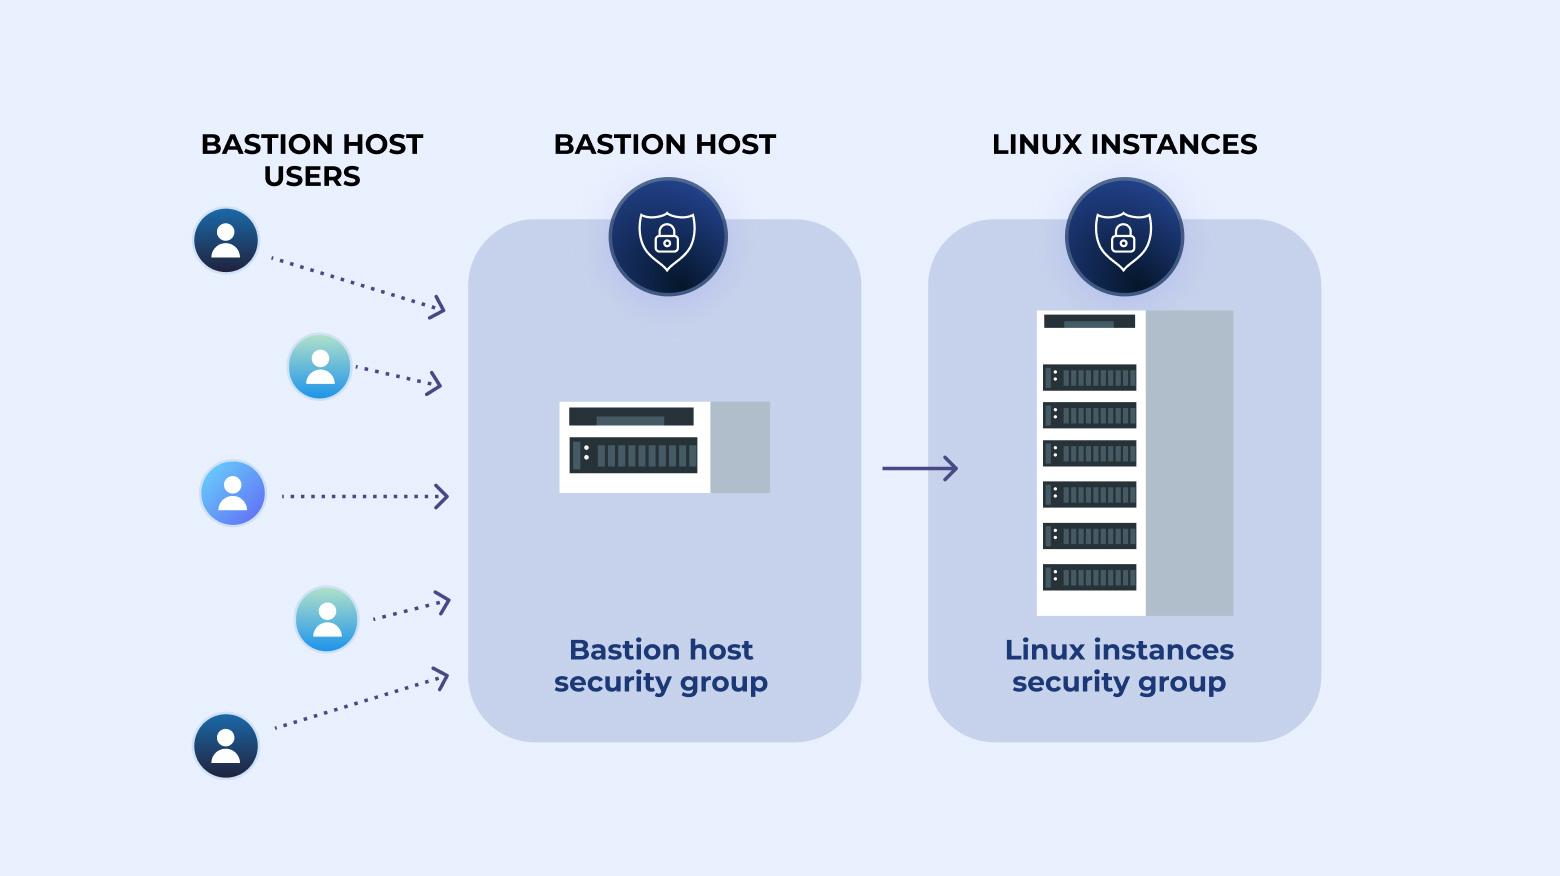 BASTION HOST
USERS
BASTION HOST
LINUX INSTANCES
Bastion host
security group
Linux instances
security group